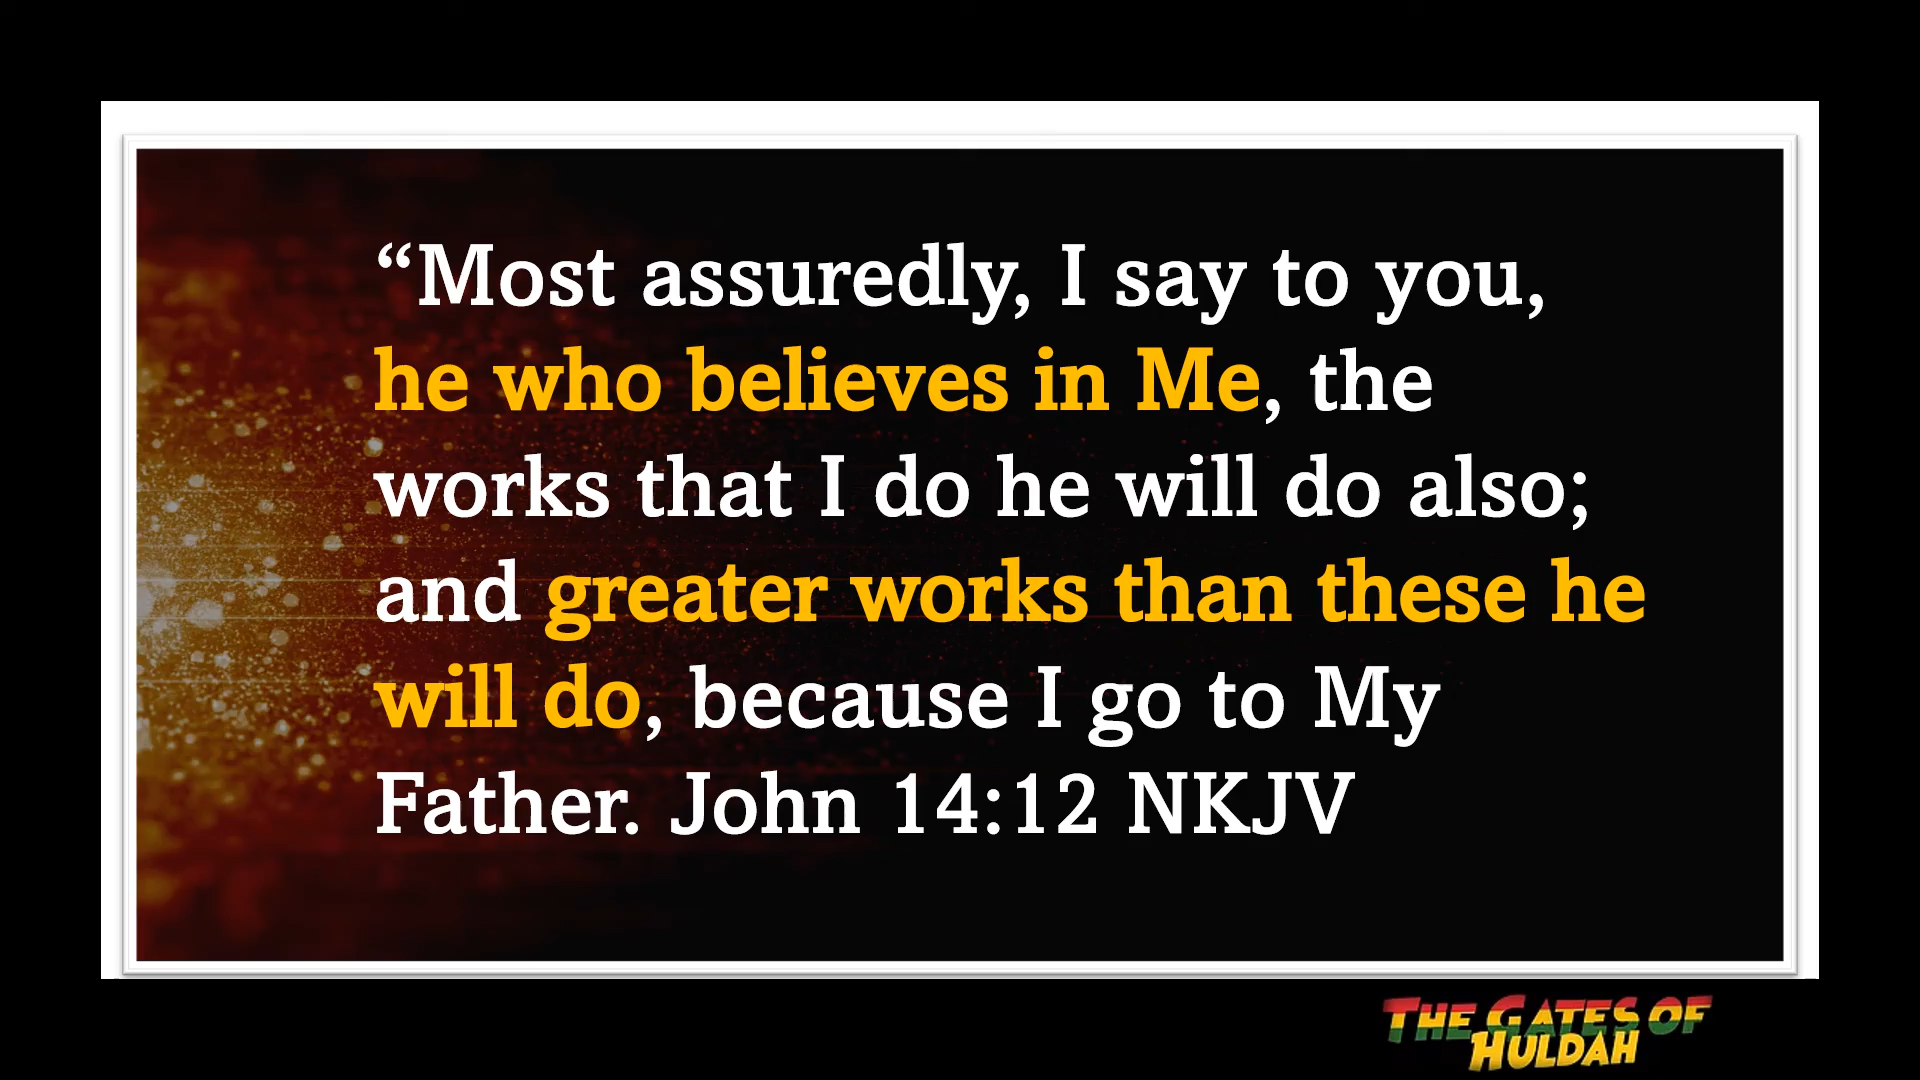 “Most assuredly, I say to you,
he who believes in Me, the
works that I do he will do also;
and greater works than these he
will do, because I go to My
Father. John 14:12 NKJV
THE GATES OF
HULDAH